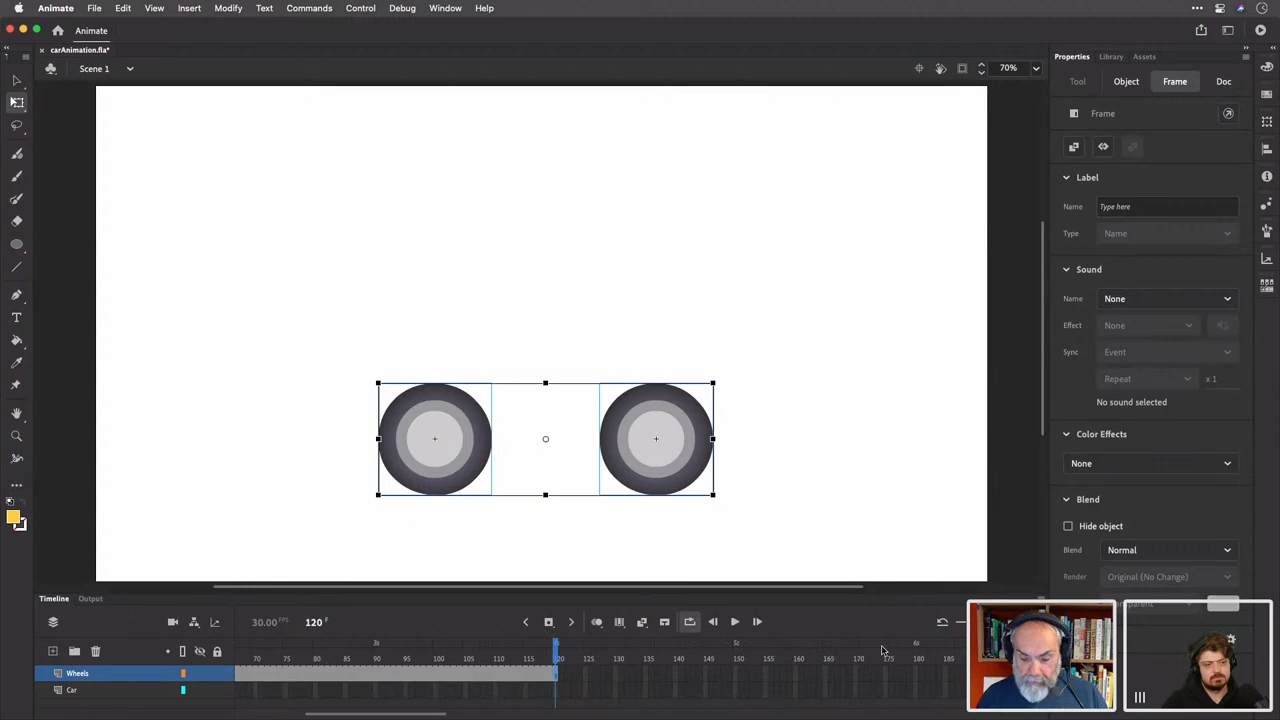 Animate File Edit View Insert Modify Text Commands Control Debug Window Help
Animate
carAnimation.fla*
Scene 1
70%
Properties Library Assets
Tool Object Frame Doc
Frame
Label
Name Type here
Type Name
Sound
Name None
Effect None
Sync Event
Repeat x 1
No sound selected
Color Effects
None
Blend
Hide object
Blend Normal
Render Original (No Change)
Timeline Output
30.00 FPS 120 F
3s 5s 6s
Wheels 70 75 80 85 90 95 100 105 110 115 120 125 130 135 140 145 150 155 160 165 170 175 180 185
Car